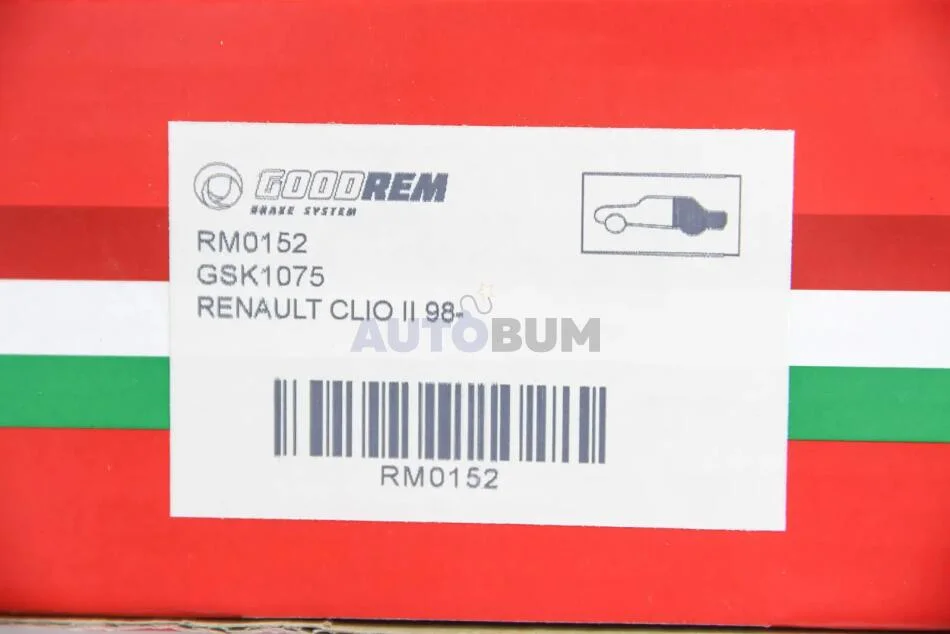 GOODREM
BRAKE SYSTEM
RM0152
GSK1075
RENAULT CLIO II 98-
AUTOBUM
RM0152